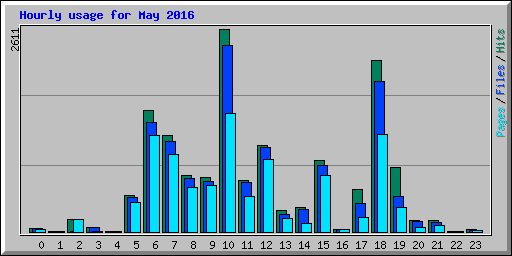 Hourly usage for May 2016
2611
Pages/Files/Hits
0 1 2 3 4 5 6 7 8 9 10 11 12 13 14 15 16 17 18 19 20 21 22 23